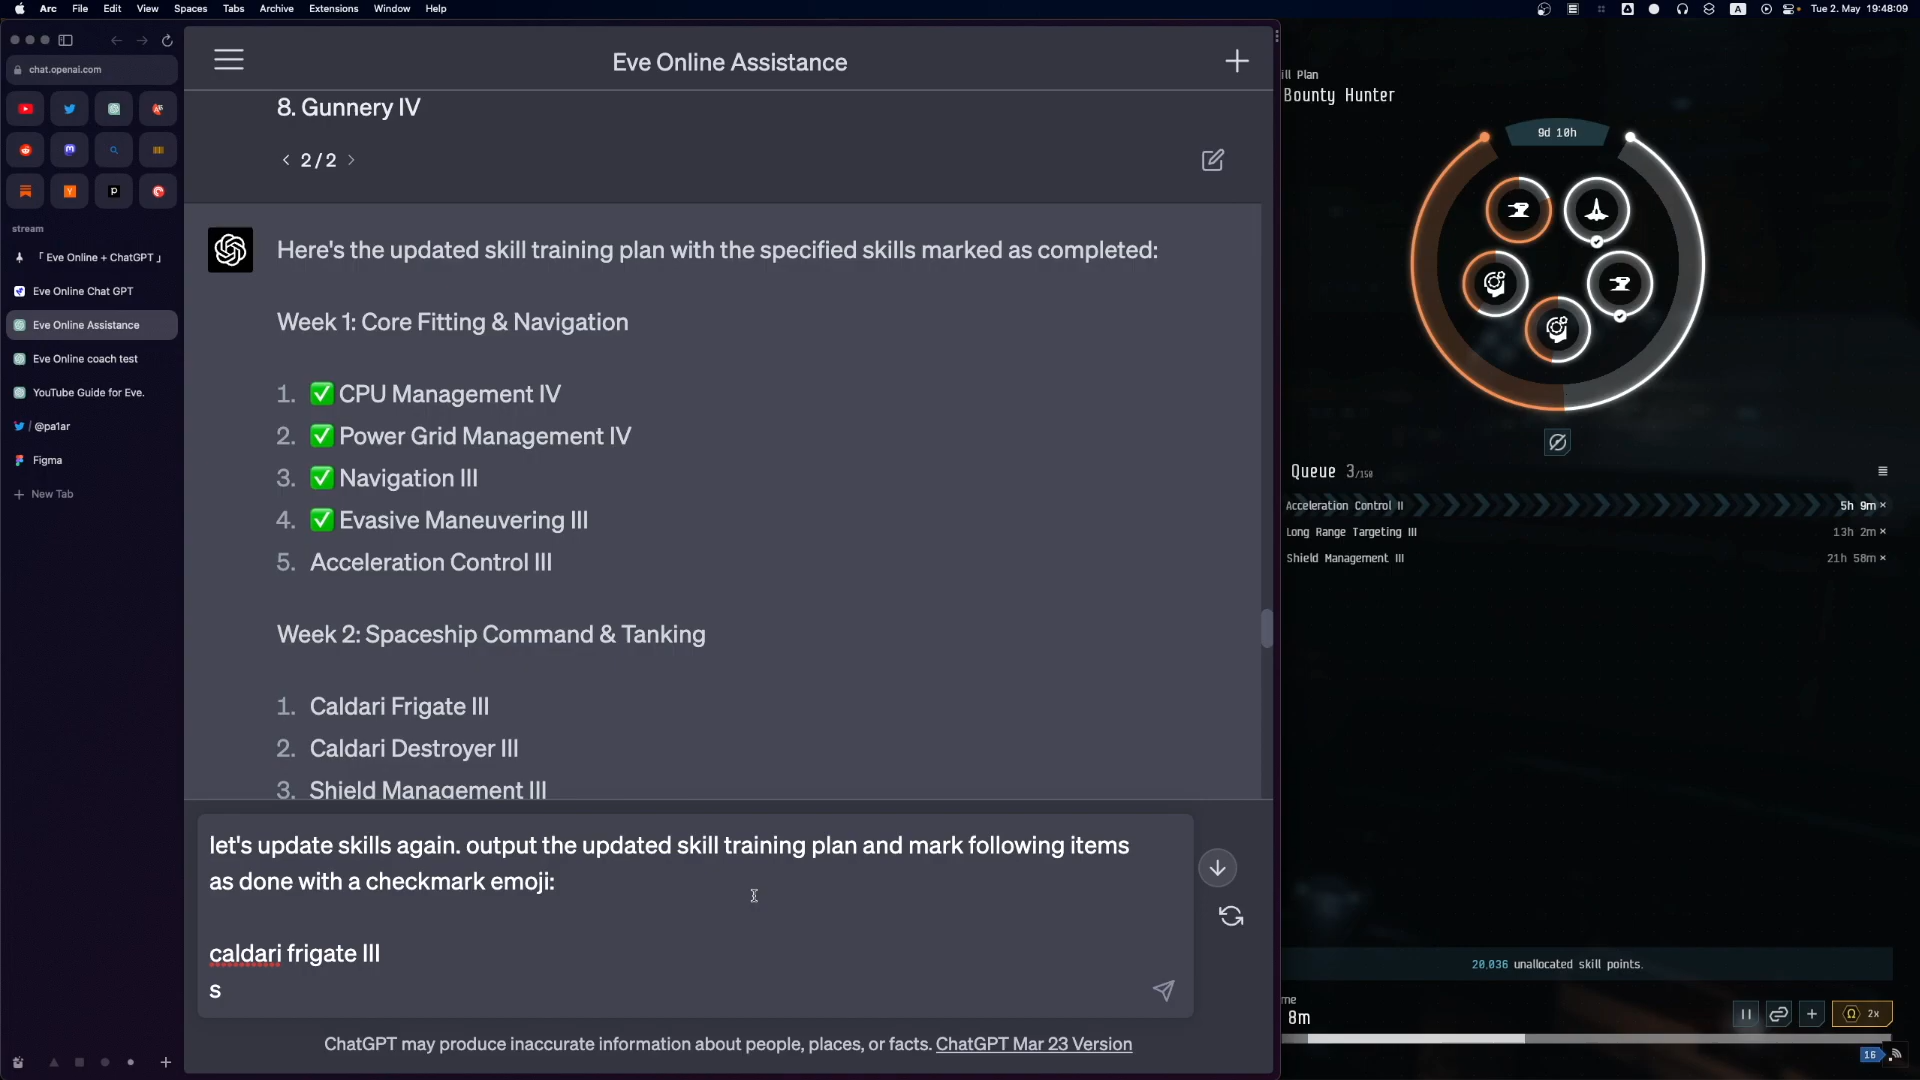 Arc File Edit View Spaces Tabs Archive Extensions Window Help
A
Tue 2. May 19:48:09
chat.openai.com
stream
「 Eve Online + ChatGPT 」
Eve Online Chat GPT
Eve Online Assistance
Eve Online coach test
YouTube Guide for Eve.
/ @pa1ar
Figma
+ New Tab
Eve Online Assistance
8. Gunnery IV
< 2 / 2 >
Here's the updated skill training plan with the specified skills marked as completed:
Week 1: Core Fitting & Navigation
1. ✅ CPU Management IV
2. ✅ Power Grid Management IV
3. ✅ Navigation III
4. ✅ Evasive Maneuvering III
5. Acceleration Control III
Week 2: Spaceship Command & Tanking
1. Caldari Frigate III
2. Caldari Destroyer III
3. Shield Management III
let's update skills again. output the updated skill training plan and mark following items
as done with a checkmark emoji:
caldari frigate III
s
ChatGPT may produce inaccurate information about people, places, or facts. ChatGPT Mar 23 Version
ill Plan
Bounty Hunter
9d 10h
Queue 3/150
Acceleration Control II 5h 9m ×
Long Range Targeting III 13h 2m ×
Shield Management III 21h 58m ×
20,036 unallocated skill points.
me
8m
Ω 2x
16